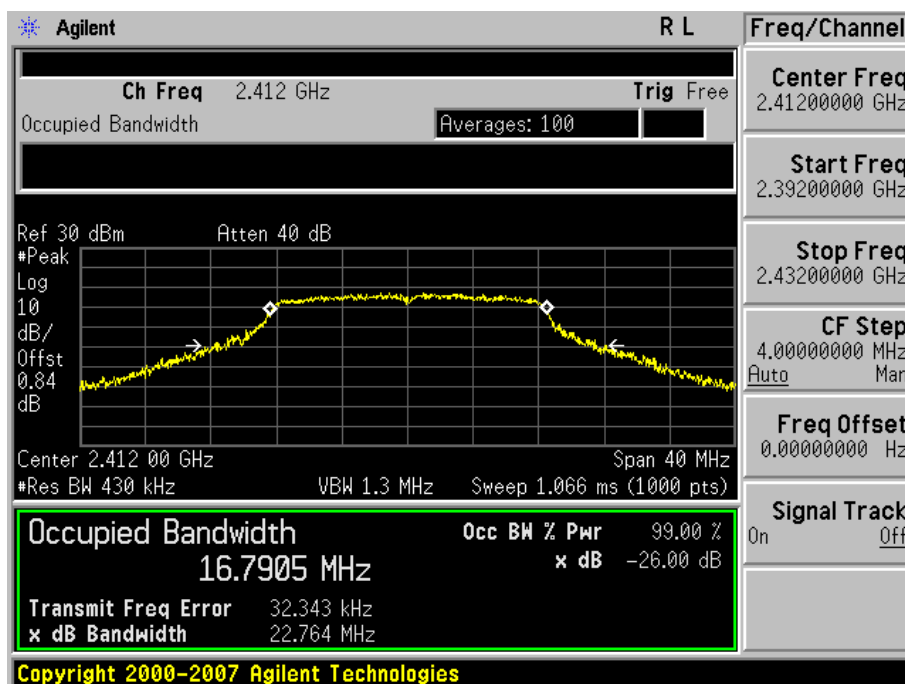 Agilent R L
Ch Freq 2.412 GHz Trig Free
Occupied Bandwidth Averages: 100
Ref 30 dBm Atten 40 dB
#Peak
Log
10
dB/
Offst
0.84
dB
Center 2.412 00 GHz Span 40 MHz
#Res BW 430 kHz VBW 1.3 MHz Sweep 1.066 ms (1000 pts)
Occupied Bandwidth
16.7905 MHz
Occ BW % Pwr 99.00 %
x dB -26.00 dB
Transmit Freq Error 32.343 kHz
x dB Bandwidth 22.764 MHz
Copyright 2000-2007 Agilent Technologies
Freq/Channel
Center Freq
2.41200000 GHz
Start Freq
2.39200000 GHz
Stop Freq
2.43200000 GHz
CF Step
4.00000000 MHz
Auto Man
Freq Offset
0.00000000 Hz
Signal Track
On Off